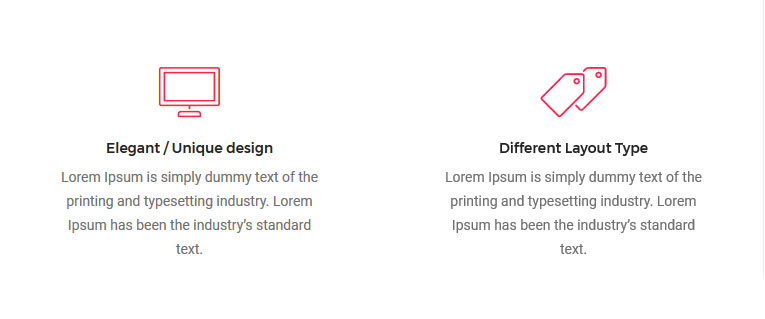 Elegant / Unique design
Lorem Ipsum is simply dummy text of the
printing and typesetting industry. Lorem
Ipsum has been the industry’s standard
text.
Different Layout Type
Lorem Ipsum is simply dummy text of the
printing and typesetting industry. Lorem
Ipsum has been the industry’s standard
text.